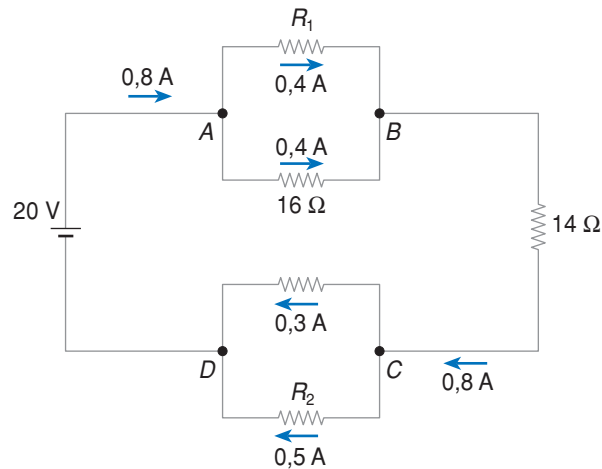 R1
0,8 A
0,4 A
A
B
0,4 A
16 Ω
20 V
14 Ω
0,3 A
D
C
R2
0,8 A
0,5 A